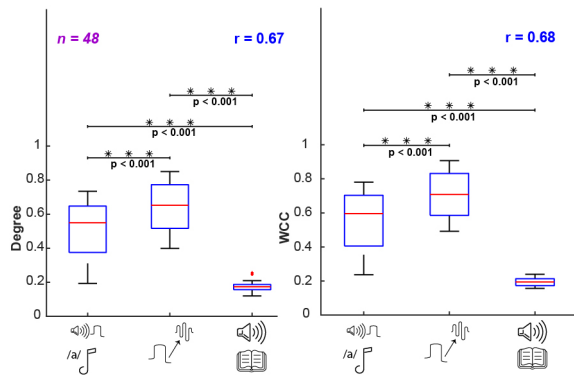 n = 48
r = 0.67
* * *
p < 0.001
* * *
p < 0.001
* * *
p < 0.001
Degree
1
0.8
0.6
0.4
0.2
0
/a/
r = 0.68
* * *
p < 0.001
* * *
p < 0.001
* * *
p < 0.001
WCC
1
0.8
0.6
0.4
0.2
0
/a/